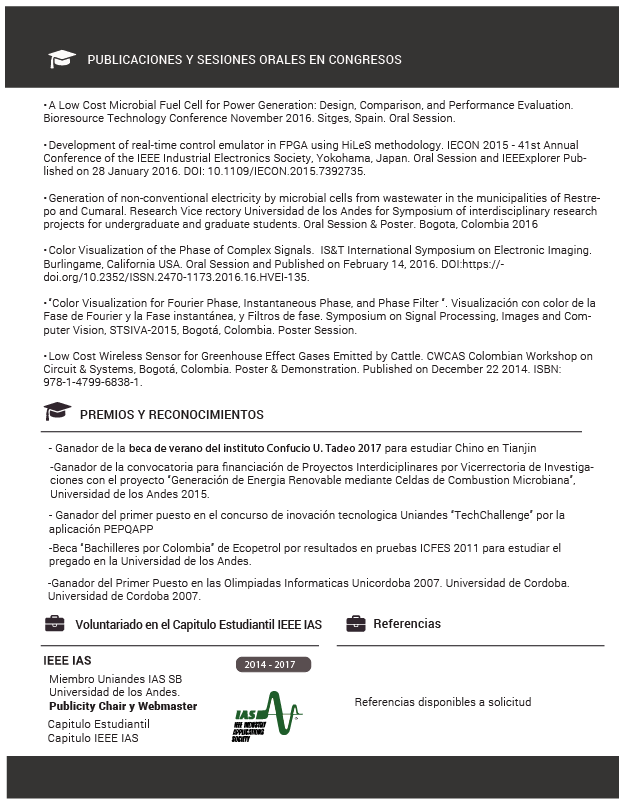 PUBLICACIONES Y SESIONES ORALES EN CONGRESOS
• A Low Cost Microbial Fuel Cell for Power Generation: Design, Comparison, and Performance Evaluation.
Bioresource Technology Conference November 2016. Sitges, Spain. Oral Session.
• Development of real-time control emulator in FPGA using HiLeS methodology. IECON 2015 - 41st Annual
Conference of the IEEE Industrial Electronics Society, Yokohama, Japan. Oral Session and IEEExplorer Pub-
lished on 28 January 2016. DOI: 10.1109/IECON.2015.7392735.
• Generation of non-conventional electricity by microbial cells from wastewater in the municipalities of Restre-
po and Cumaral. Research Vice rectory Universidad de los Andes for Symposium of interdisciplinary research
projects for undergraduate and graduate students. Oral Session & Poster. Bogota, Colombia 2016
• Color Visualization of the Phase of Complex Signals. IS&T International Symposium on Electronic Imaging.
Burlingame, California USA. Oral Session and Published on February 14, 2016. DOI:https://-
doi.org/10.2352/ISSN.2470-1173.2016.16.HVEI-135.
• "Color Visualization for Fourier Phase, Instantaneous Phase, and Phase Filter ". Visualización con color de la
Fase de Fourier y la Fase instantánea, y Filtros de fase. Symposium on Signal Processing, Images and Com-
puter Vision, STSIVA-2015, Bogotá, Colombia. Poster Session.
• Low Cost Wireless Sensor for Greenhouse Effect Gases Emitted by Cattle. CWCAS Colombian Workshop on
Circuit & Systems, Bogotá, Colombia. Poster & Demonstration. Published on December 22 2014. ISBN:
978-1-4799-6838-1.
PREMIOS Y RECONOCIMIENTOS
- Ganador de la beca de verano del instituto Confucio U. Tadeo 2017 para estudiar Chino en Tianjin
-Ganador de la convocatoria para financiación de Proyectos Interdiciplinares por Vicerrectoria de Investiga-
ciones con el proyecto "Generación de Energia Renovable mediante Celdas de Combustion Microbiana",
Universidad de los Andes 2015.
- Ganador del primer puesto en el concurso de inovación tecnologica Uniandes "TechChallenge" por la
aplicación PEPQAPP
-Beca "Bachilleres por Colombia" de Ecopetrol por resultados en pruebas ICFES 2011 para estudiar el
pregado en la Universidad de los Andes.
-Ganador del Primer Puesto en las Olimpiadas Informaticas Unicordoba 2007. Universidad de Cordoba.
Universidad de Cordoba 2007.
Voluntariado en el Capitulo Estudiantil IEEE IAS
IEEE IAS
2014 - 2017
Miembro Uniandes IAS SB
Universidad de los Andes.
Publicity Chair y Webmaster
Capitulo Estudiantil
Capitulo IEEE IAS
IAS
IEEE INDUSTRY
APPLICATIONS
SOCIETY
Referencias
Referencias disponibles a solicitud